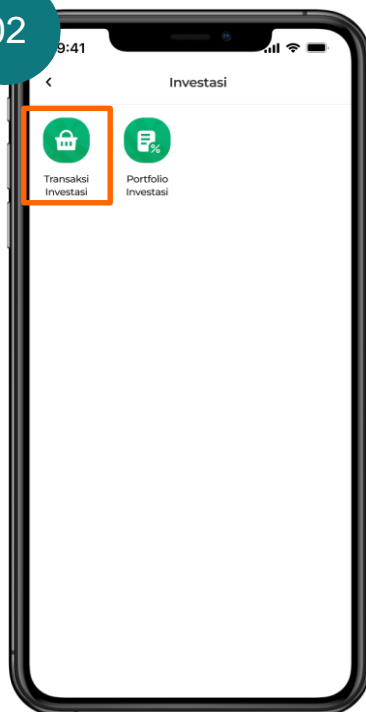 02
9:41
Investasi
Transaksi
Investasi
Portfolio
Investasi